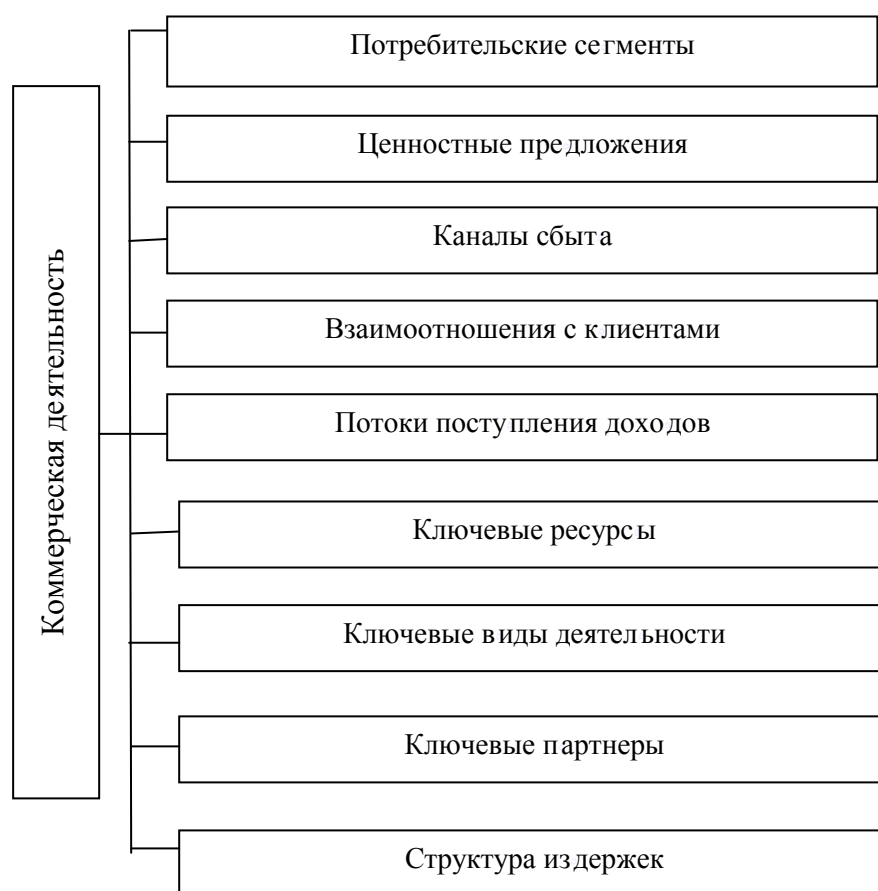 Коммерческая деятельность
Потребительские сегменты
Ценностные предложения
Каналы сбыта
Взаимоотношения с клиентами
Потоки поступления доходов
Ключевые ресурсы
Ключевые виды деятельности
Ключевые партнеры
Структура издержек